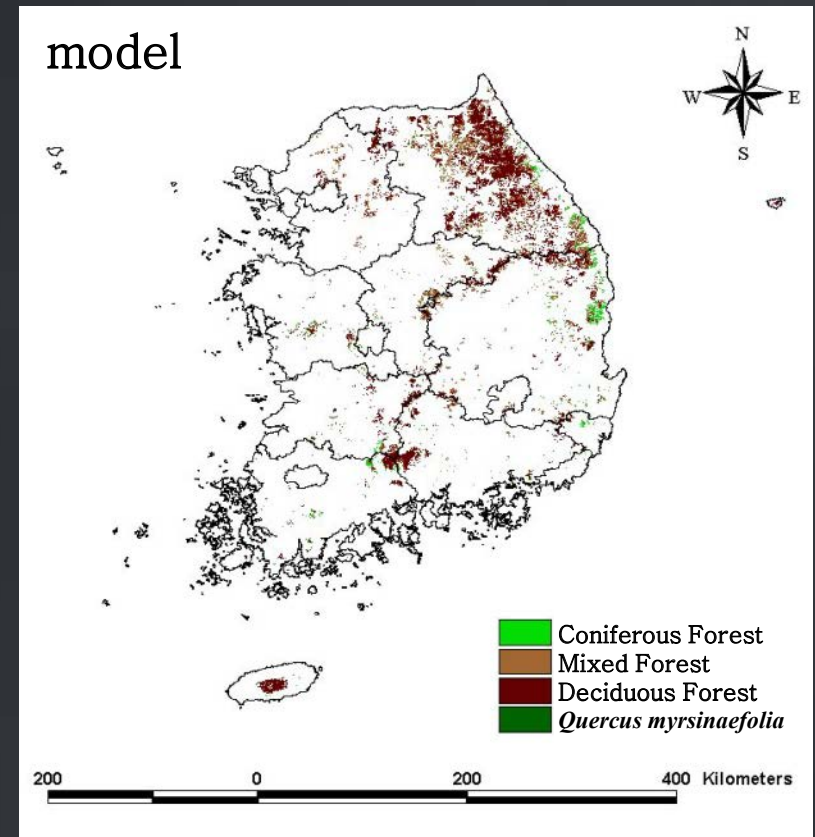 model
N
W
E
S
Coniferous Forest
Mixed Forest
Deciduous Forest
Quercus myrsinaefolia
200 0 200 400 Kilometers